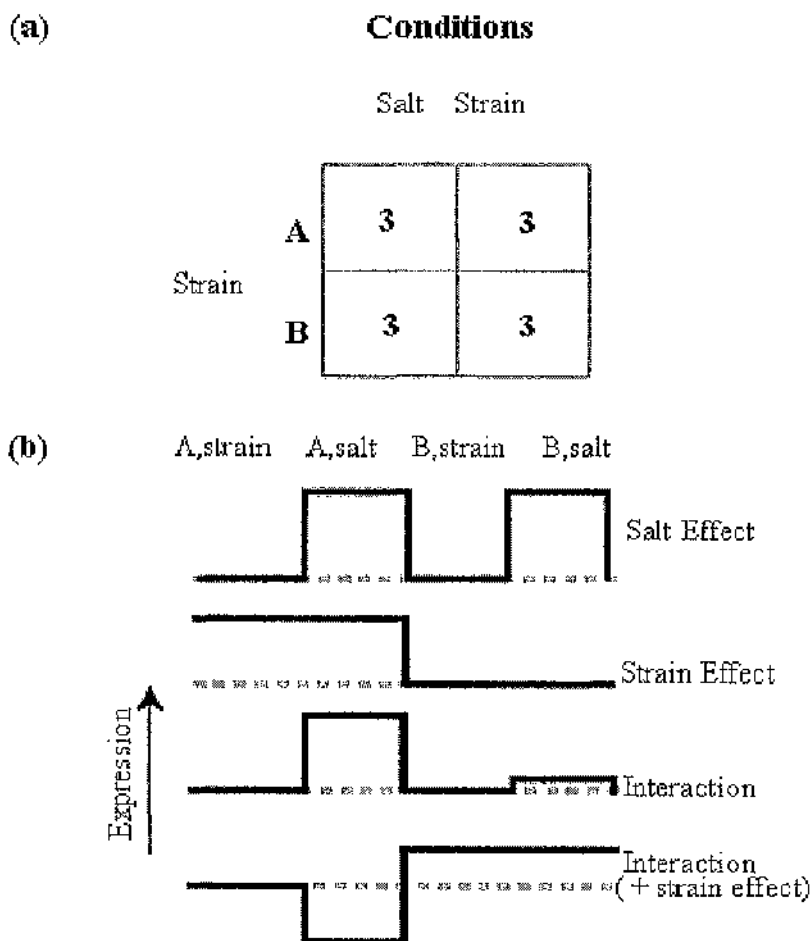 (a) Conditions
Salt Strain
A 3 3
Strain
B 3 3
(b) A,strain A,salt B,strain B,salt
Salt Effect
Strain Effect
Expression
Interaction
Interaction
(+strain effect)